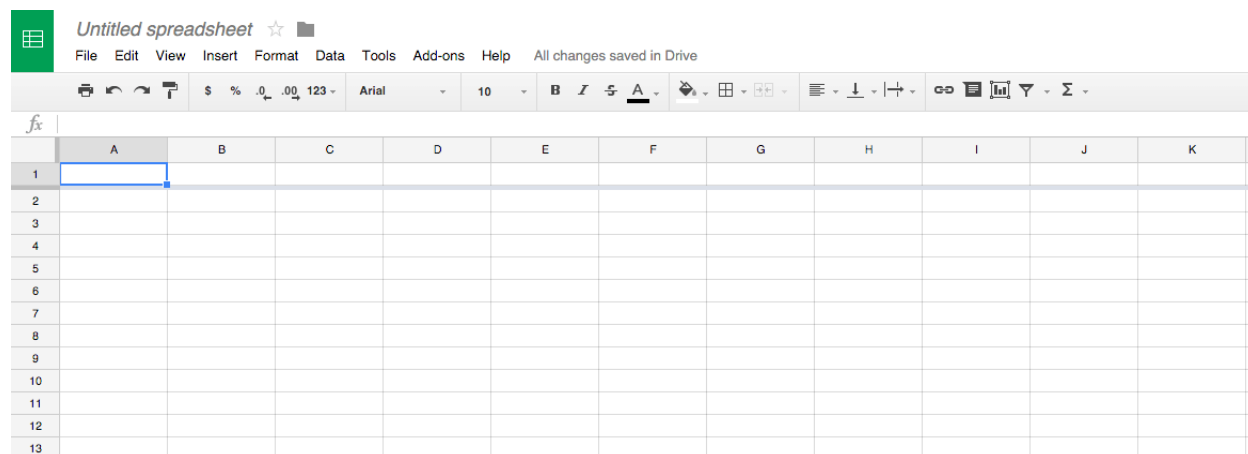 Untitled spreadsheet
File Edit View Insert Format Data Tools Add-ons Help All changes saved in Drive
$ % .0 .00 123 Arial 10 B I S A Σ
fx
A B C D E F G H I J K
1
2
3
4
5
6
7
8
9
10
11
12
13